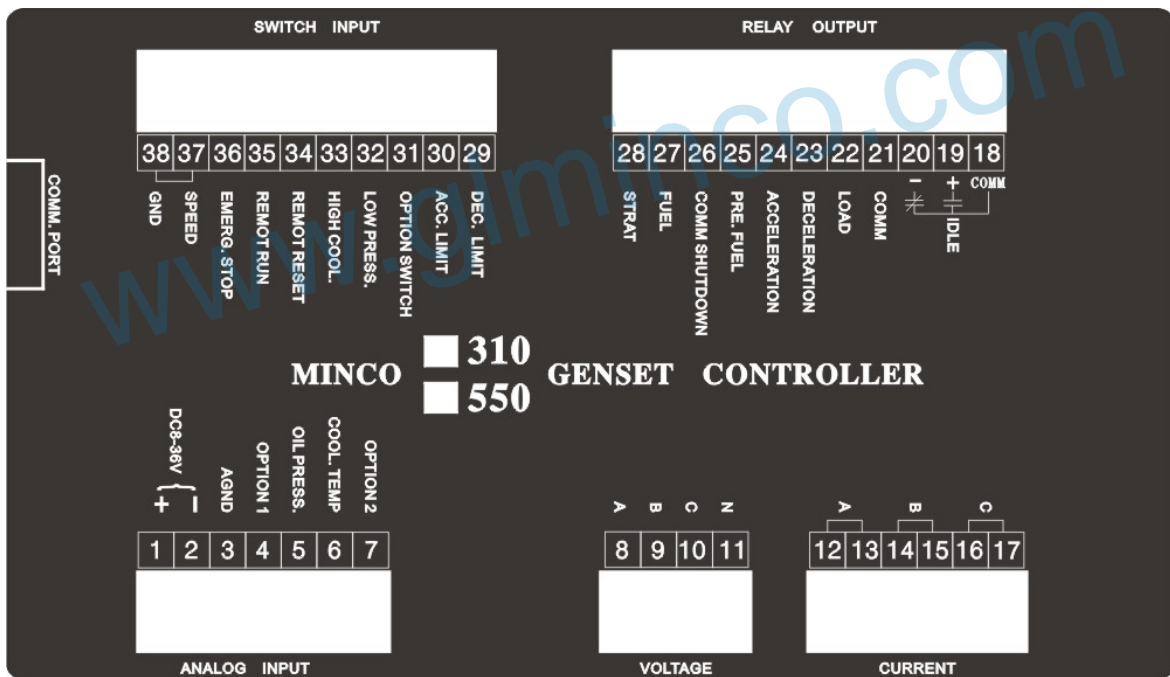 SWITCH INPUT
RELAY OUTPUT
38 37 36 35 34 33 32 31 30 29
28 27 26 25 24 23 22 21 20 19 18
GND
SPEED
EMERG. STOP
REMOT RUN
REMOT RESET
HIGH COOL.
LOW PRESS.
OPTION SWITCH
ACC. LIMIT
DEC. LIMIT
STRAT
FUEL
COMM SHUTDOWN
PRE. FUEL
ACCELERATION
DECELERATION
LOAD
COMM
- + COMM
IDLE
COMM. PORT
www.glminco.com
MINCO
310
550
GENSET CONTROLLER
DC8-36V
+ -
AGND
OPTION 1
OIL PRESS.
COOL. TEMP
OPTION 2
A B C N
A B C
1 2 3 4 5 6 7
8 9 10 11
12 13 14 15 16 17
ANALOG INPUT
VOLTAGE
CURRENT